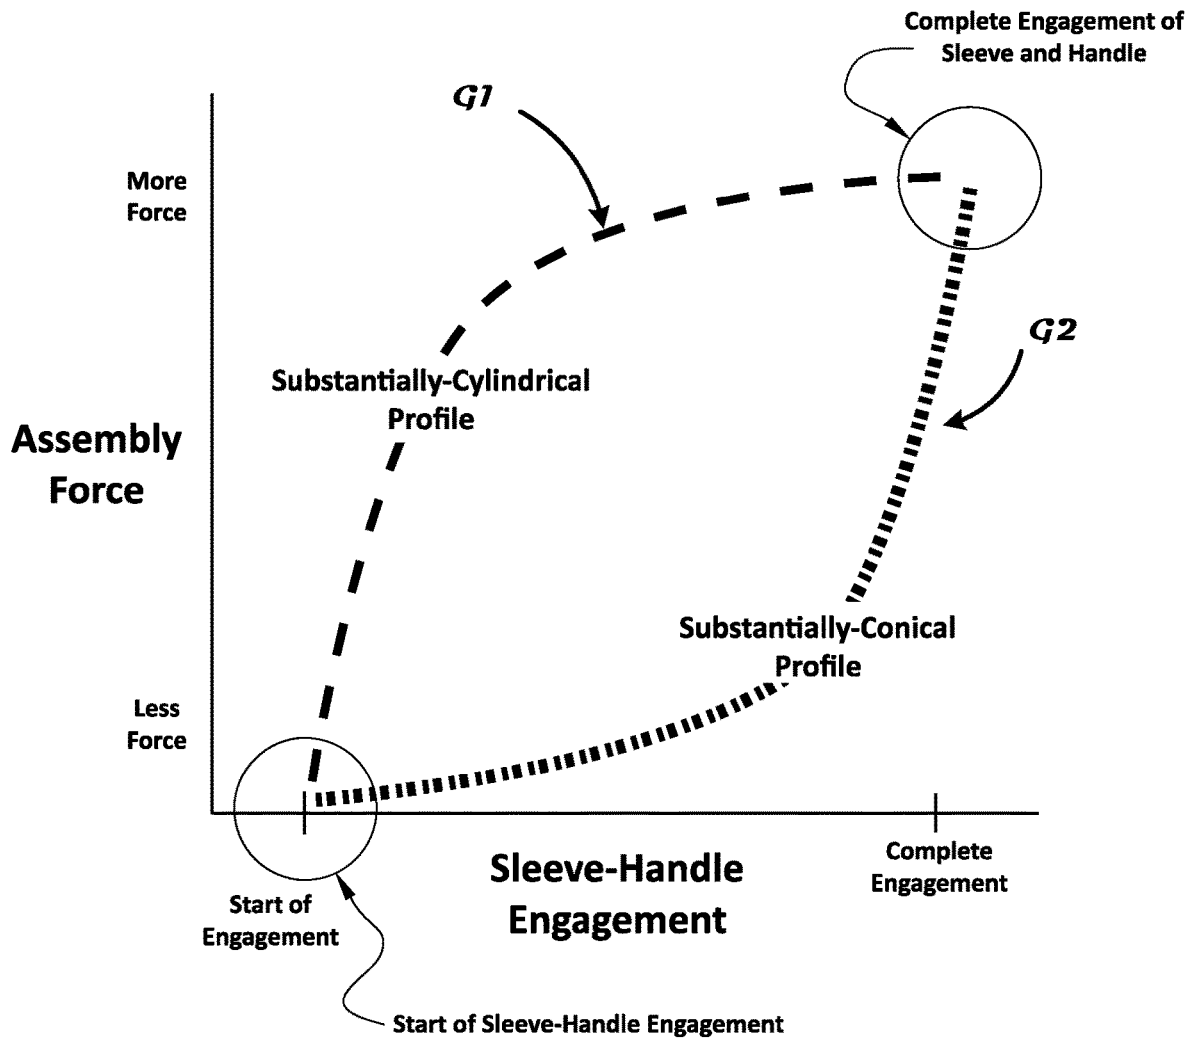 Complete Engagement of
Sleeve and Handle
G1
More
Force
G2
Substantially-Cylindrical
Profile
Assembly
Force
Substantially-Conical
Profile
Less
Force
Complete
Engagement
Sleeve-Handle
Engagement
Start of
Engagement
Start of Sleeve-Handle Engagement